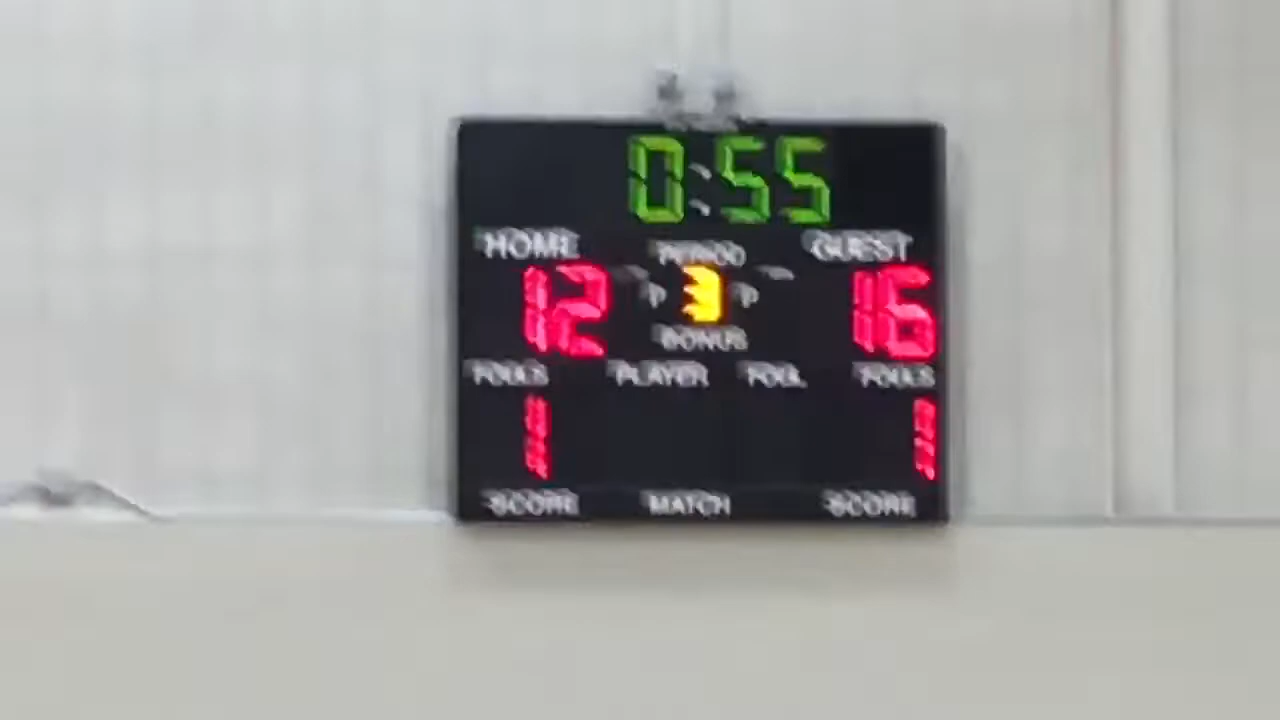 0:55
HOME PERIOD GUEST
12 3 16
P P
BONUS
FOULS PLAYER FOUL FOULS
1 1
SCORE MATCH SCORE